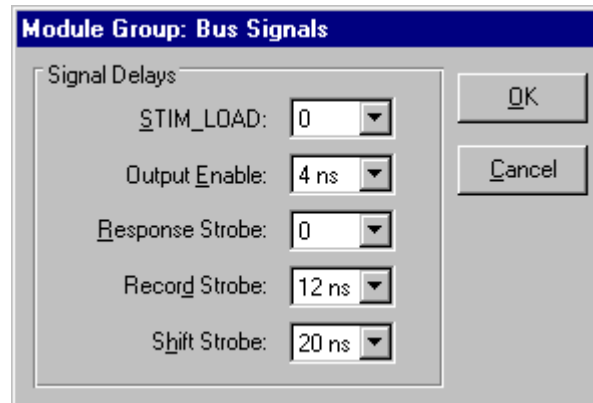 Module Group: Bus Signals
Signal Delays
STIM_LOAD: 0
Output Enable: 4 ns
Response Strobe: 0
Record Strobe: 12 ns
Shift Strobe: 20 ns
OK
Cancel